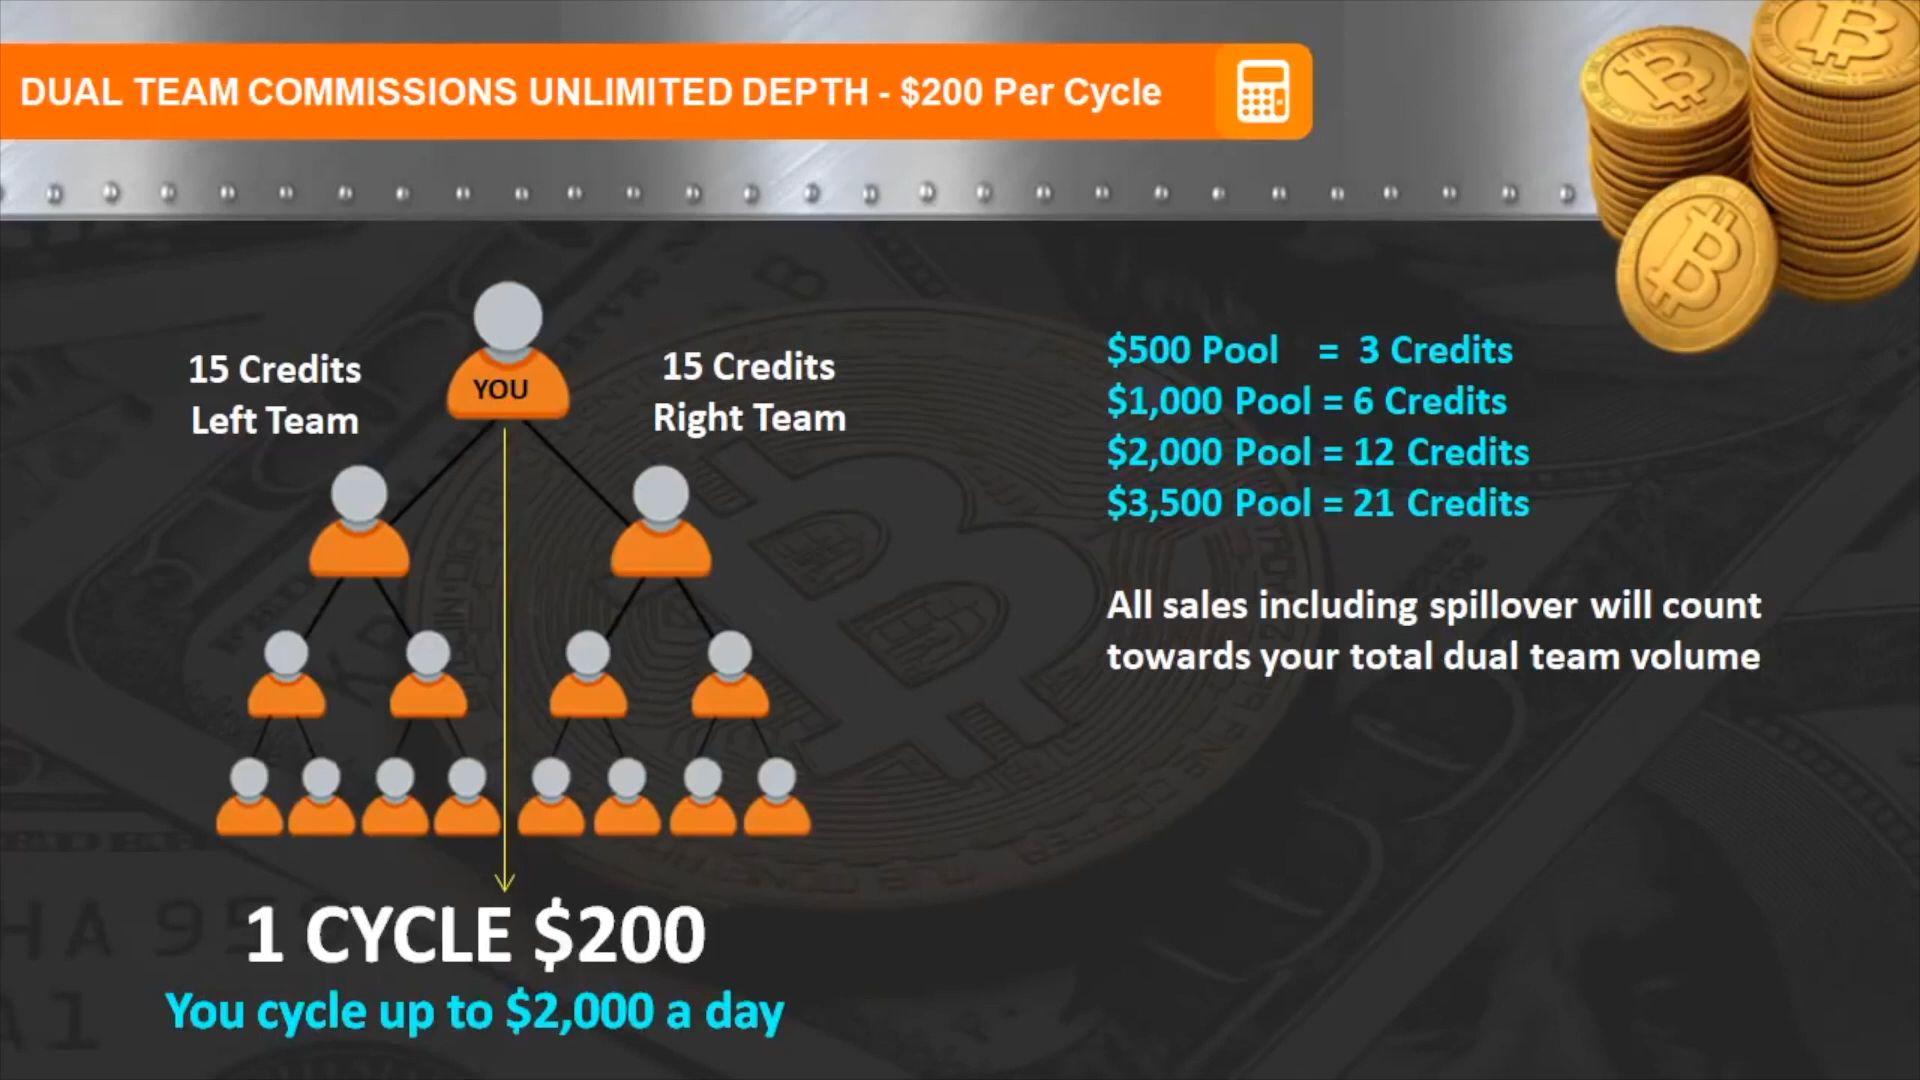 DUAL TEAM COMMISSIONS UNLIMITED DEPTH - $200 Per Cycle
15 Credits
Left Team
YOU
15 Credits
Right Team
$500 Pool = 3 Credits
$1,000 Pool = 6 Credits
$2,000 Pool = 12 Credits
$3,500 Pool = 21 Credits
All sales including spillover will count
towards your total dual team volume
1 CYCLE $200
You cycle up to $2,000 a day